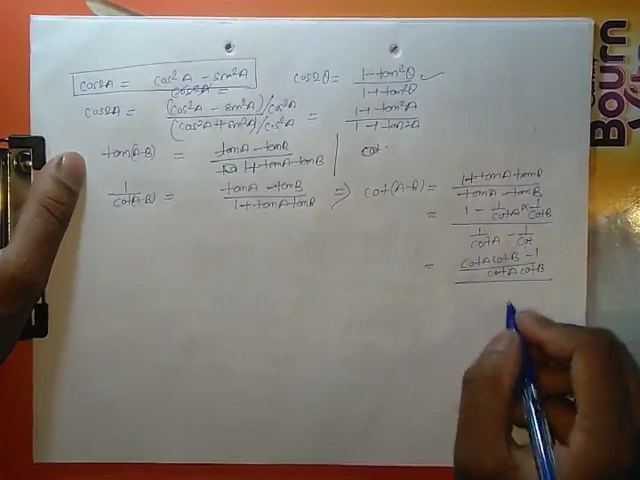 cos2A = cos²A − sin²A
cos2θ = 1−tan²θ / 1+tan²θ ✓
cos2A = (cos²A − sin²A)/cos²A / (cos²A + sin²A)/cos²A = 1−tan²A / 1+tan²A
tan(A−B) = tanA − tanB / 1+tanA tanB | cot
1/cot(A−B) = tanA − tanB / 1+tanA tanB ⇒ cot(A−B) = 1+tanA tanB / tanA − tanB
= 1 − 1/cotA × 1/cotB / 1/cotA − 1/cot
= cotA cotB − 1 / cotA cotB
Bourn